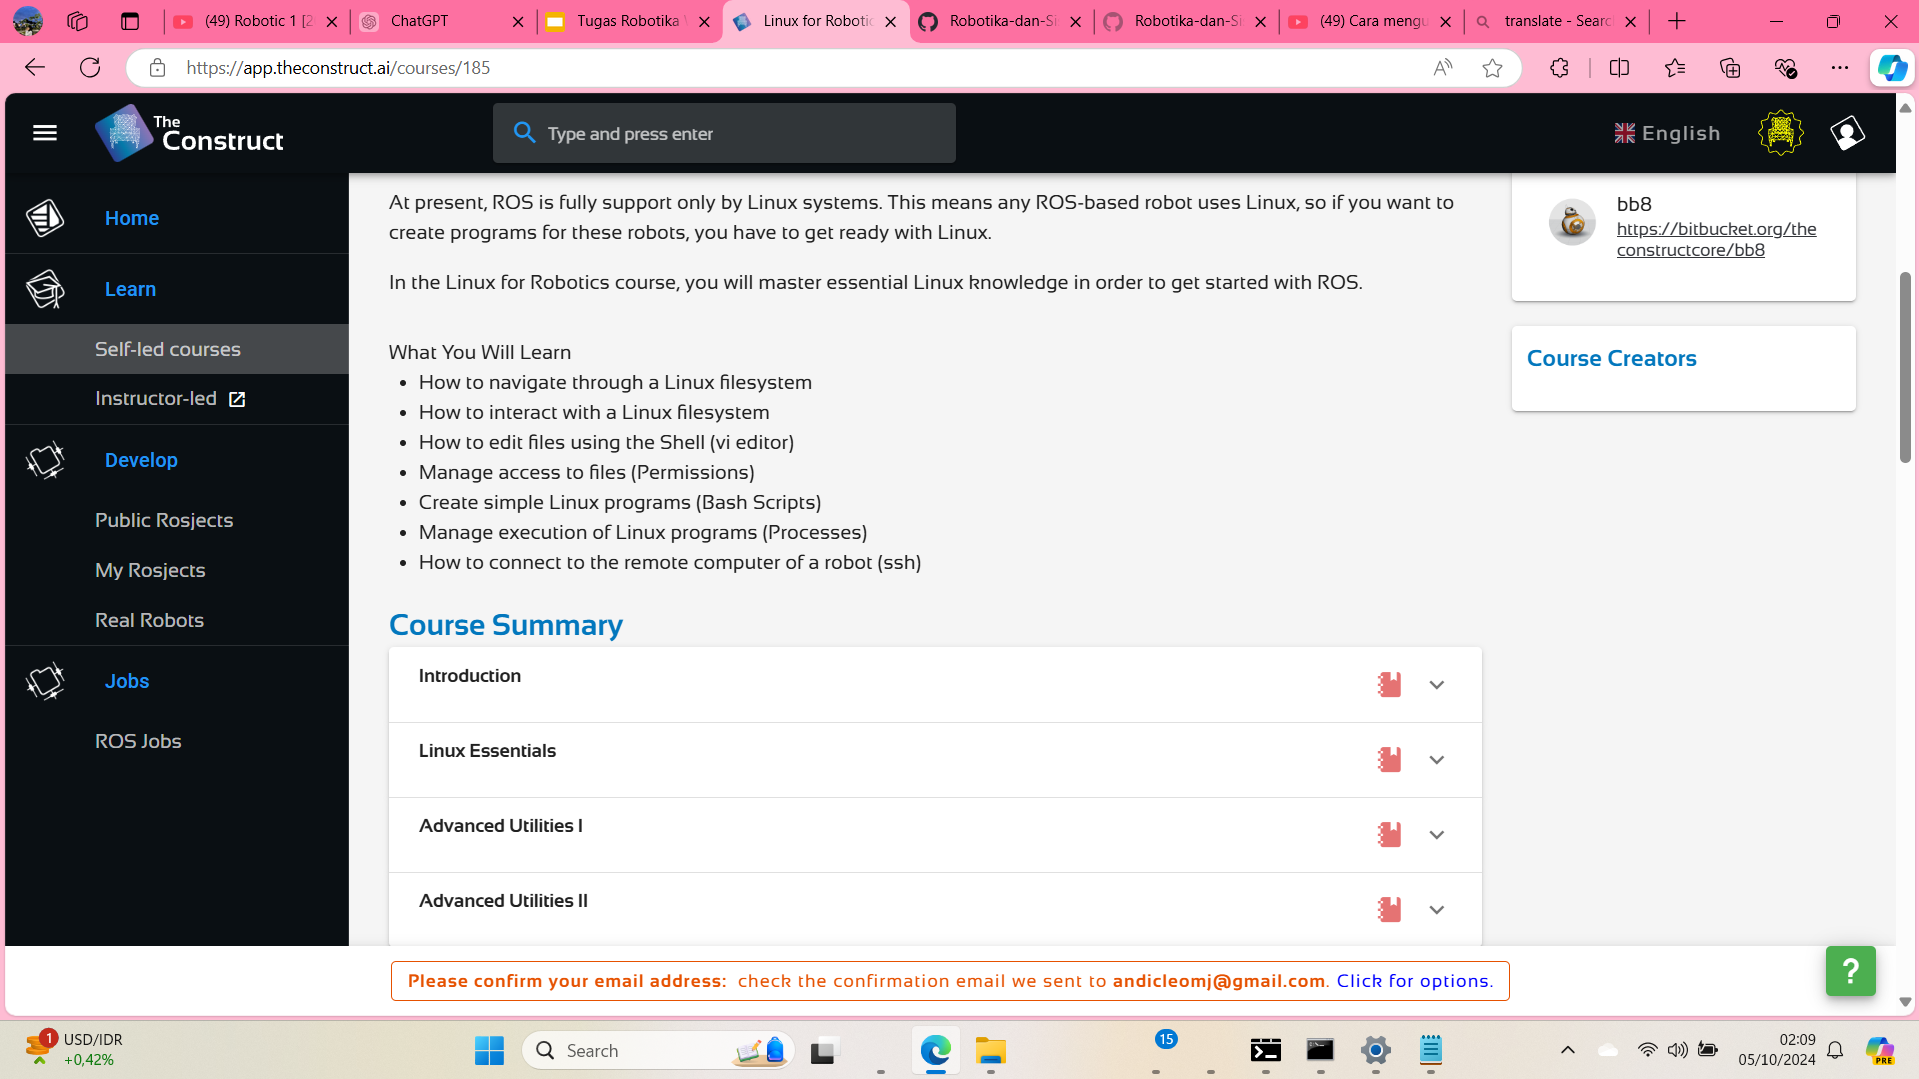 (49) Robotic 1 [2
ChatGPT
Tugas Robotika
Linux for Robotic
Robotika-dan-Si
Robotika-dan-Si
(49) Cara mengu
translate - Searc
https://app.theconstruct.ai/courses/185
The
Construct
Type and press enter
English
Home
Learn
Self-led courses
Instructor-led
Develop
Public Rosjects
My Rosjects
Real Robots
Jobs
ROS Jobs
At present, ROS is fully support only by Linux systems. This means any ROS-based robot uses Linux, so if you want to
create programs for these robots, you have to get ready with Linux.
In the Linux for Robotics course, you will master essential Linux knowledge in order to get started with ROS.
What You Will Learn
• How to navigate through a Linux filesystem
• How to interact with a Linux filesystem
• How to edit files using the Shell (vi editor)
• Manage access to files (Permissions)
• Create simple Linux programs (Bash Scripts)
• Manage execution of Linux programs (Processes)
• How to connect to the remote computer of a robot (ssh)
Course Summary
Introduction
Linux Essentials
Advanced Utilities I
Advanced Utilities II
bb8
https://bitbucket.org/the
constructcore/bb8
Course Creators
Please confirm your email address: check the confirmation email we sent to andicleomj@gmail.com. Click for options.
?
1
USD/IDR
+0,42%
Search
15
02:09
05/10/2024
PRE